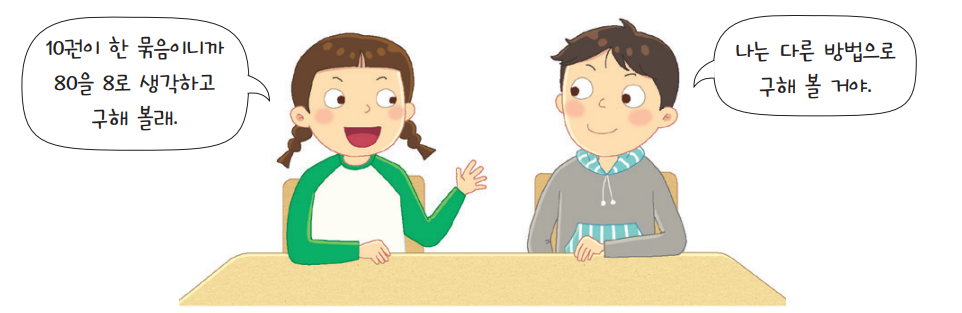 10권이 한 묶음이니까
80을 8로 생각하고
구해 볼래.
나는 다른 방법으로
구해 볼 거야.